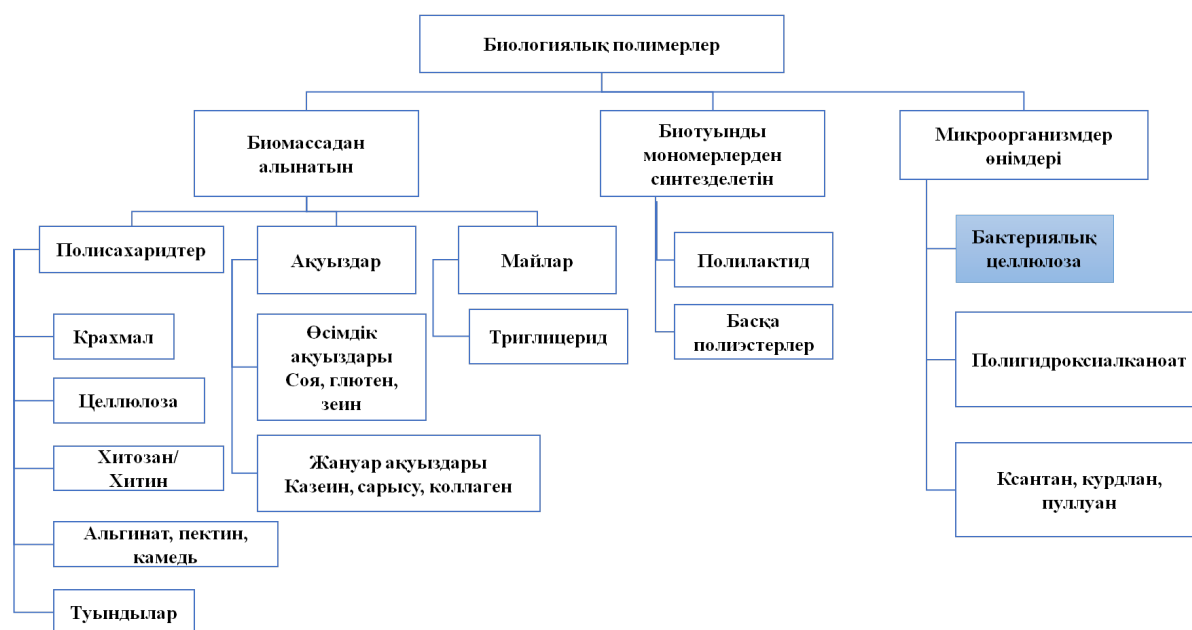 Биологиялық полимерлер
Биомассадан
алынатын
Биотуынды
мономерлерден
синтезделетін
Микроорганизмдер
өнімдері
Полисахаридтер
Ақуыздар
Майлар
Крахмал
Целлюлоза
Хитозан/
Хитин
Альгинат, пектин,
камедь
Туындылар
Өсімдік
ақуыздары
Соя, глютен,
зеин
Жануар ақуыздары
Казеин, сарысу, коллаген
Триглицерид
Полилактид
Басқа
полиэстерлер
Бактериялық
целлюлоза
Полигидроксиалканоат
Ксантан, курдлан,
пуллуан